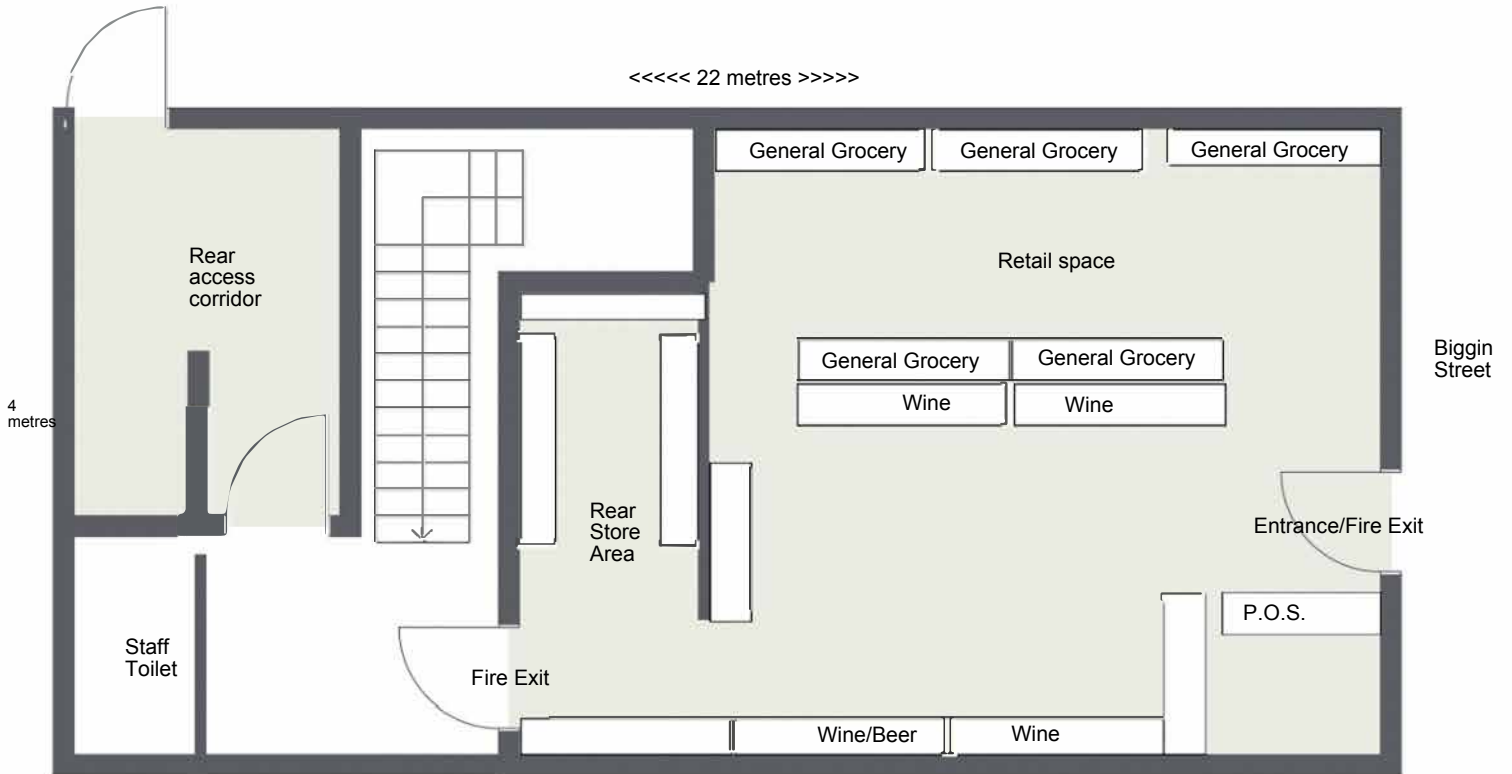 <<<<< 22 metres >>>>>
General Grocery
General Grocery
General Grocery
Rear
access
corridor
Retail space
Biggin
Street
General Grocery
General Grocery
4
metres
Wine
Wine
Rear
Store
Area
Entrance/Fire Exit
P.O.S.
Staff
Toilet
Fire Exit
Wine/Beer
Wine